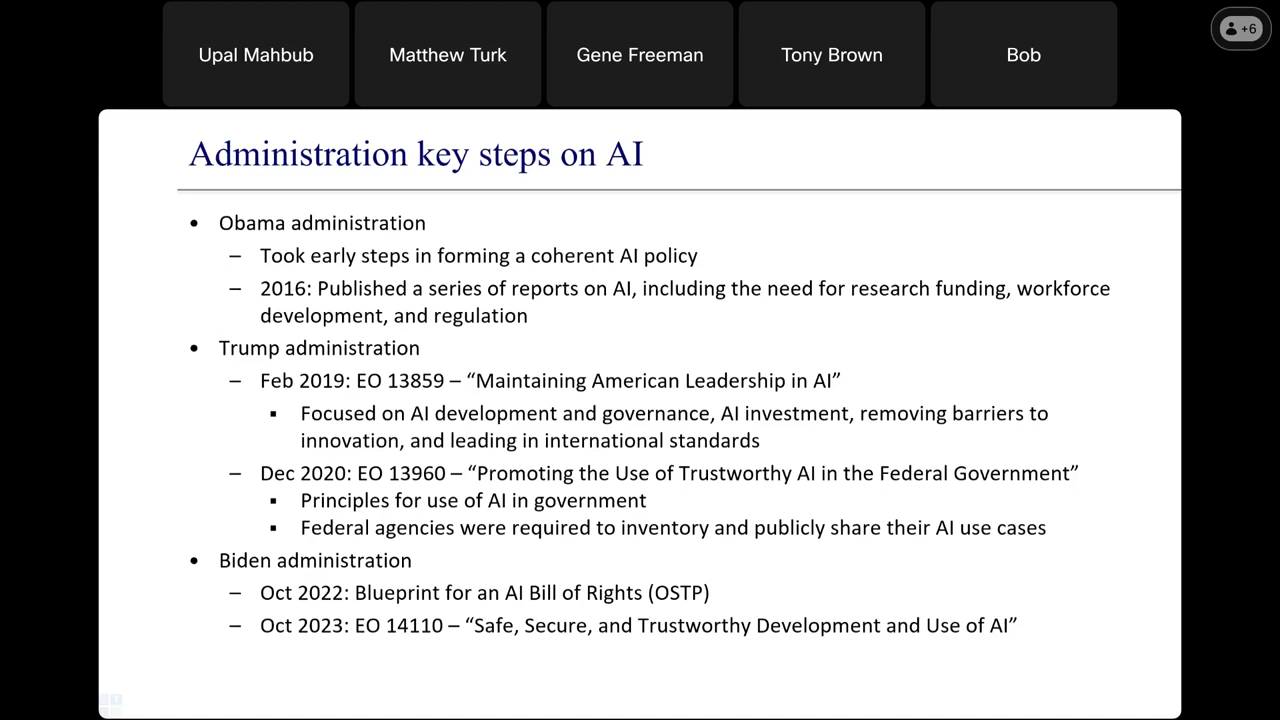 Upal Mahbub
Matthew Turk
Gene Freeman
Tony Brown
Bob
+6
Administration key steps on AI
• Obama administration
– Took early steps in forming a coherent AI policy
– 2016: Published a series of reports on AI, including the need for research funding, workforce
development, and regulation
• Trump administration
– Feb 2019: EO 13859 – “Maintaining American Leadership in AI”
▪ Focused on AI development and governance, AI investment, removing barriers to
innovation, and leading in international standards
– Dec 2020: EO 13960 – “Promoting the Use of Trustworthy AI in the Federal Government”
▪ Principles for use of AI in government
▪ Federal agencies were required to inventory and publicly share their AI use cases
• Biden administration
– Oct 2022: Blueprint for an AI Bill of Rights (OSTP)
– Oct 2023: EO 14110 – “Safe, Secure, and Trustworthy Development and Use of AI”